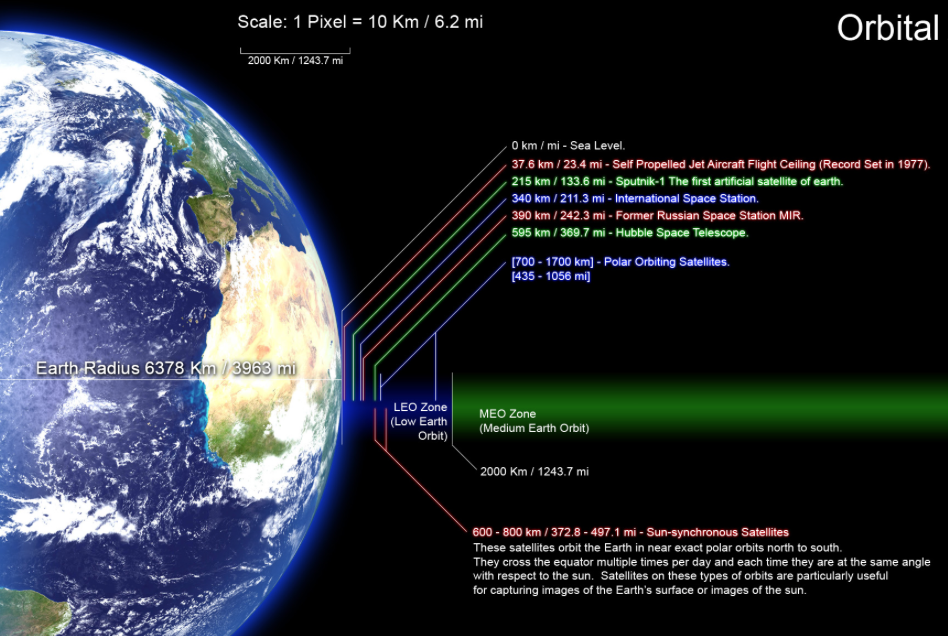 Scale: 1 Pixel = 10 Km / 6.2 mi
Orbital
2000 Km / 1243.7 mi
0 km / mi - Sea Level.
37.6 km / 23.4 mi - Self Propelled Jet Aircraft Flight Ceiling (Record Set in 1977).
215 km / 133.6 mi - Sputnik-1 The first artificial satellite of earth.
340 km / 211.3 mi - International Space Station.
390 km / 242.3 mi - Former Russian Space Station MIR.
595 km / 369.7 mi - Hubble Space Telescope.
[700 - 1700 km] - Polar Orbiting Satellites.
[435 - 1056 mi]
Earth Radius 6378 Km / 3963 mi
LEO Zone
(Low Earth
Orbit)
MEO Zone
(Medium Earth Orbit)
2000 Km / 1243.7 mi
600 - 800 km / 372.8 - 497.1 mi - Sun-synchronous Satellites
These satellites orbit the Earth in near exact polar orbits north to south.
They cross the equator multiple times per day and each time they are at the same angle
with respect to the sun. Satellites on these types of orbits are particularly useful
for capturing images of the Earth's surface or images of the sun.